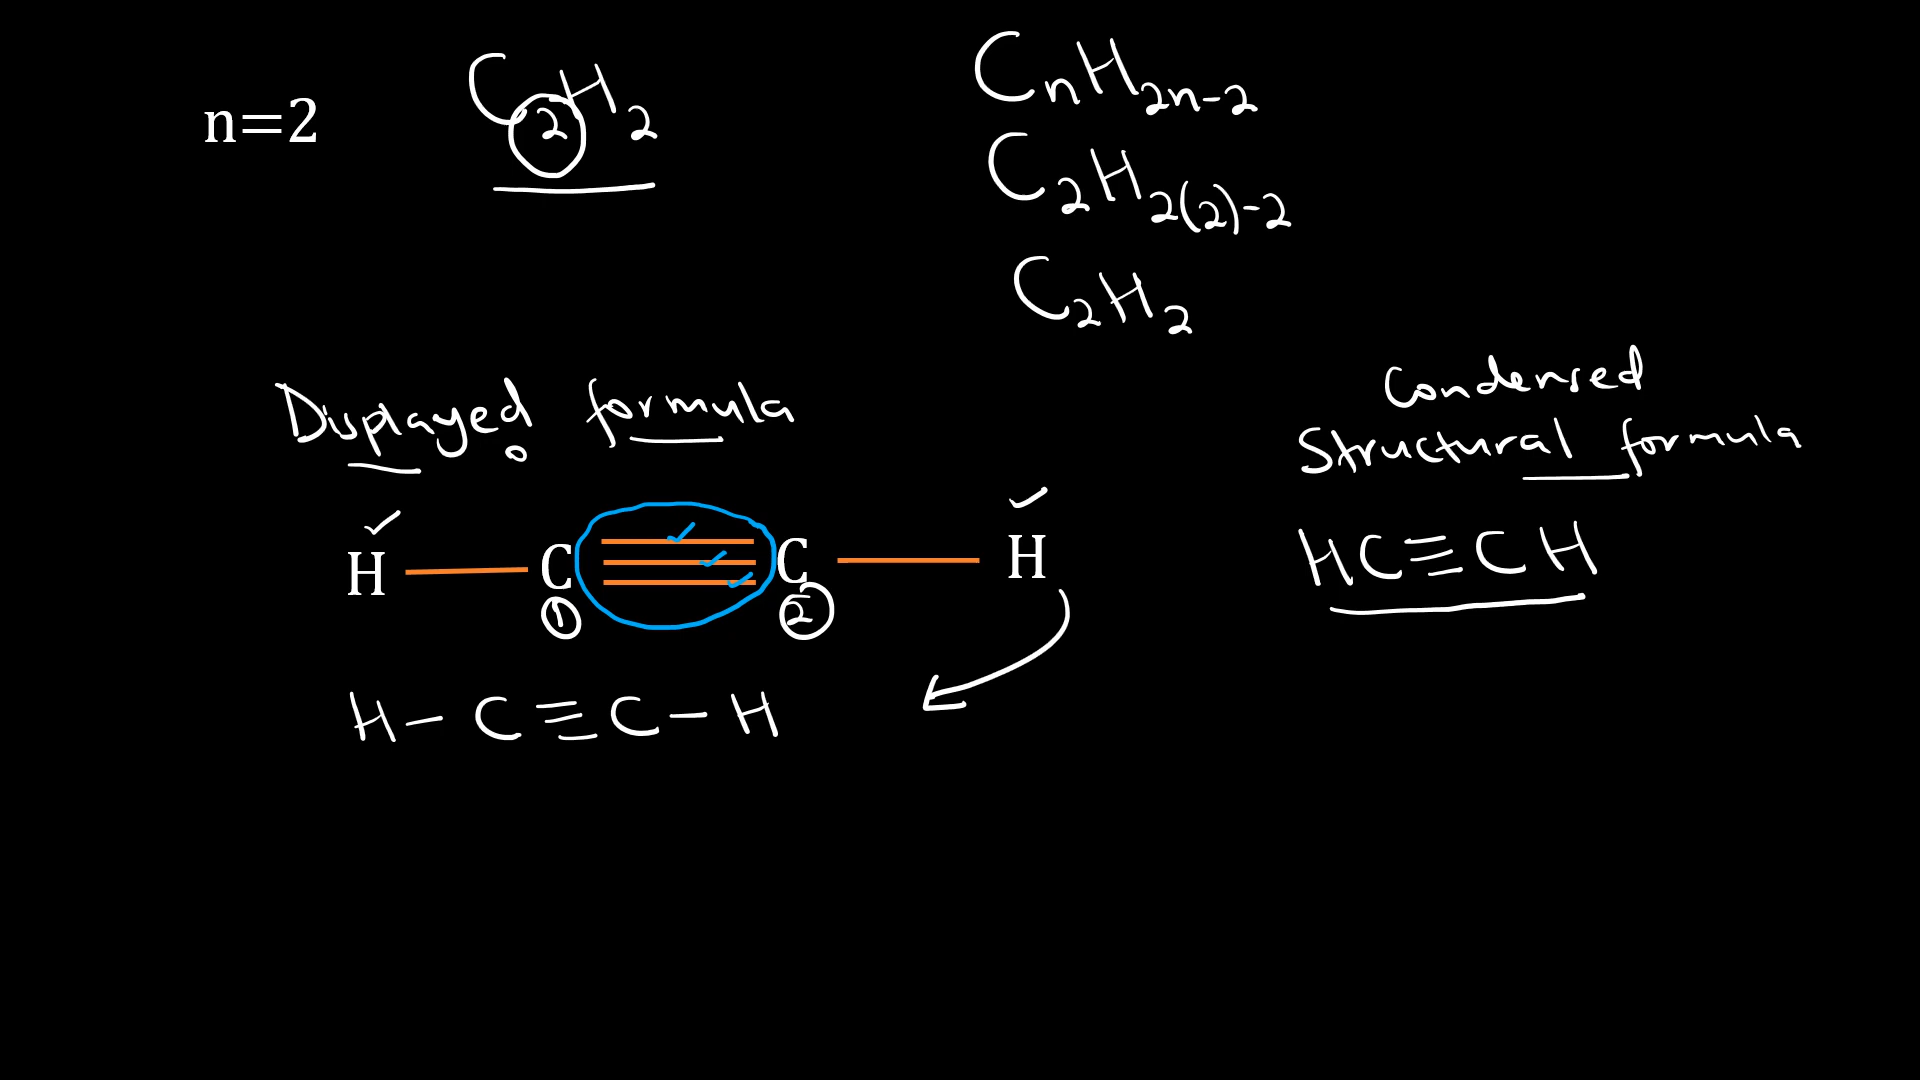 n=2
C₂H₂
CₙH₂ₙ₋₂
C₂H₂₍₂₎₋₂
C₂H₂
Displayed formula
H — C ≡ C — H
1 2
H - C ≡ C - H
Condensed
Structural formula
HC≡CH